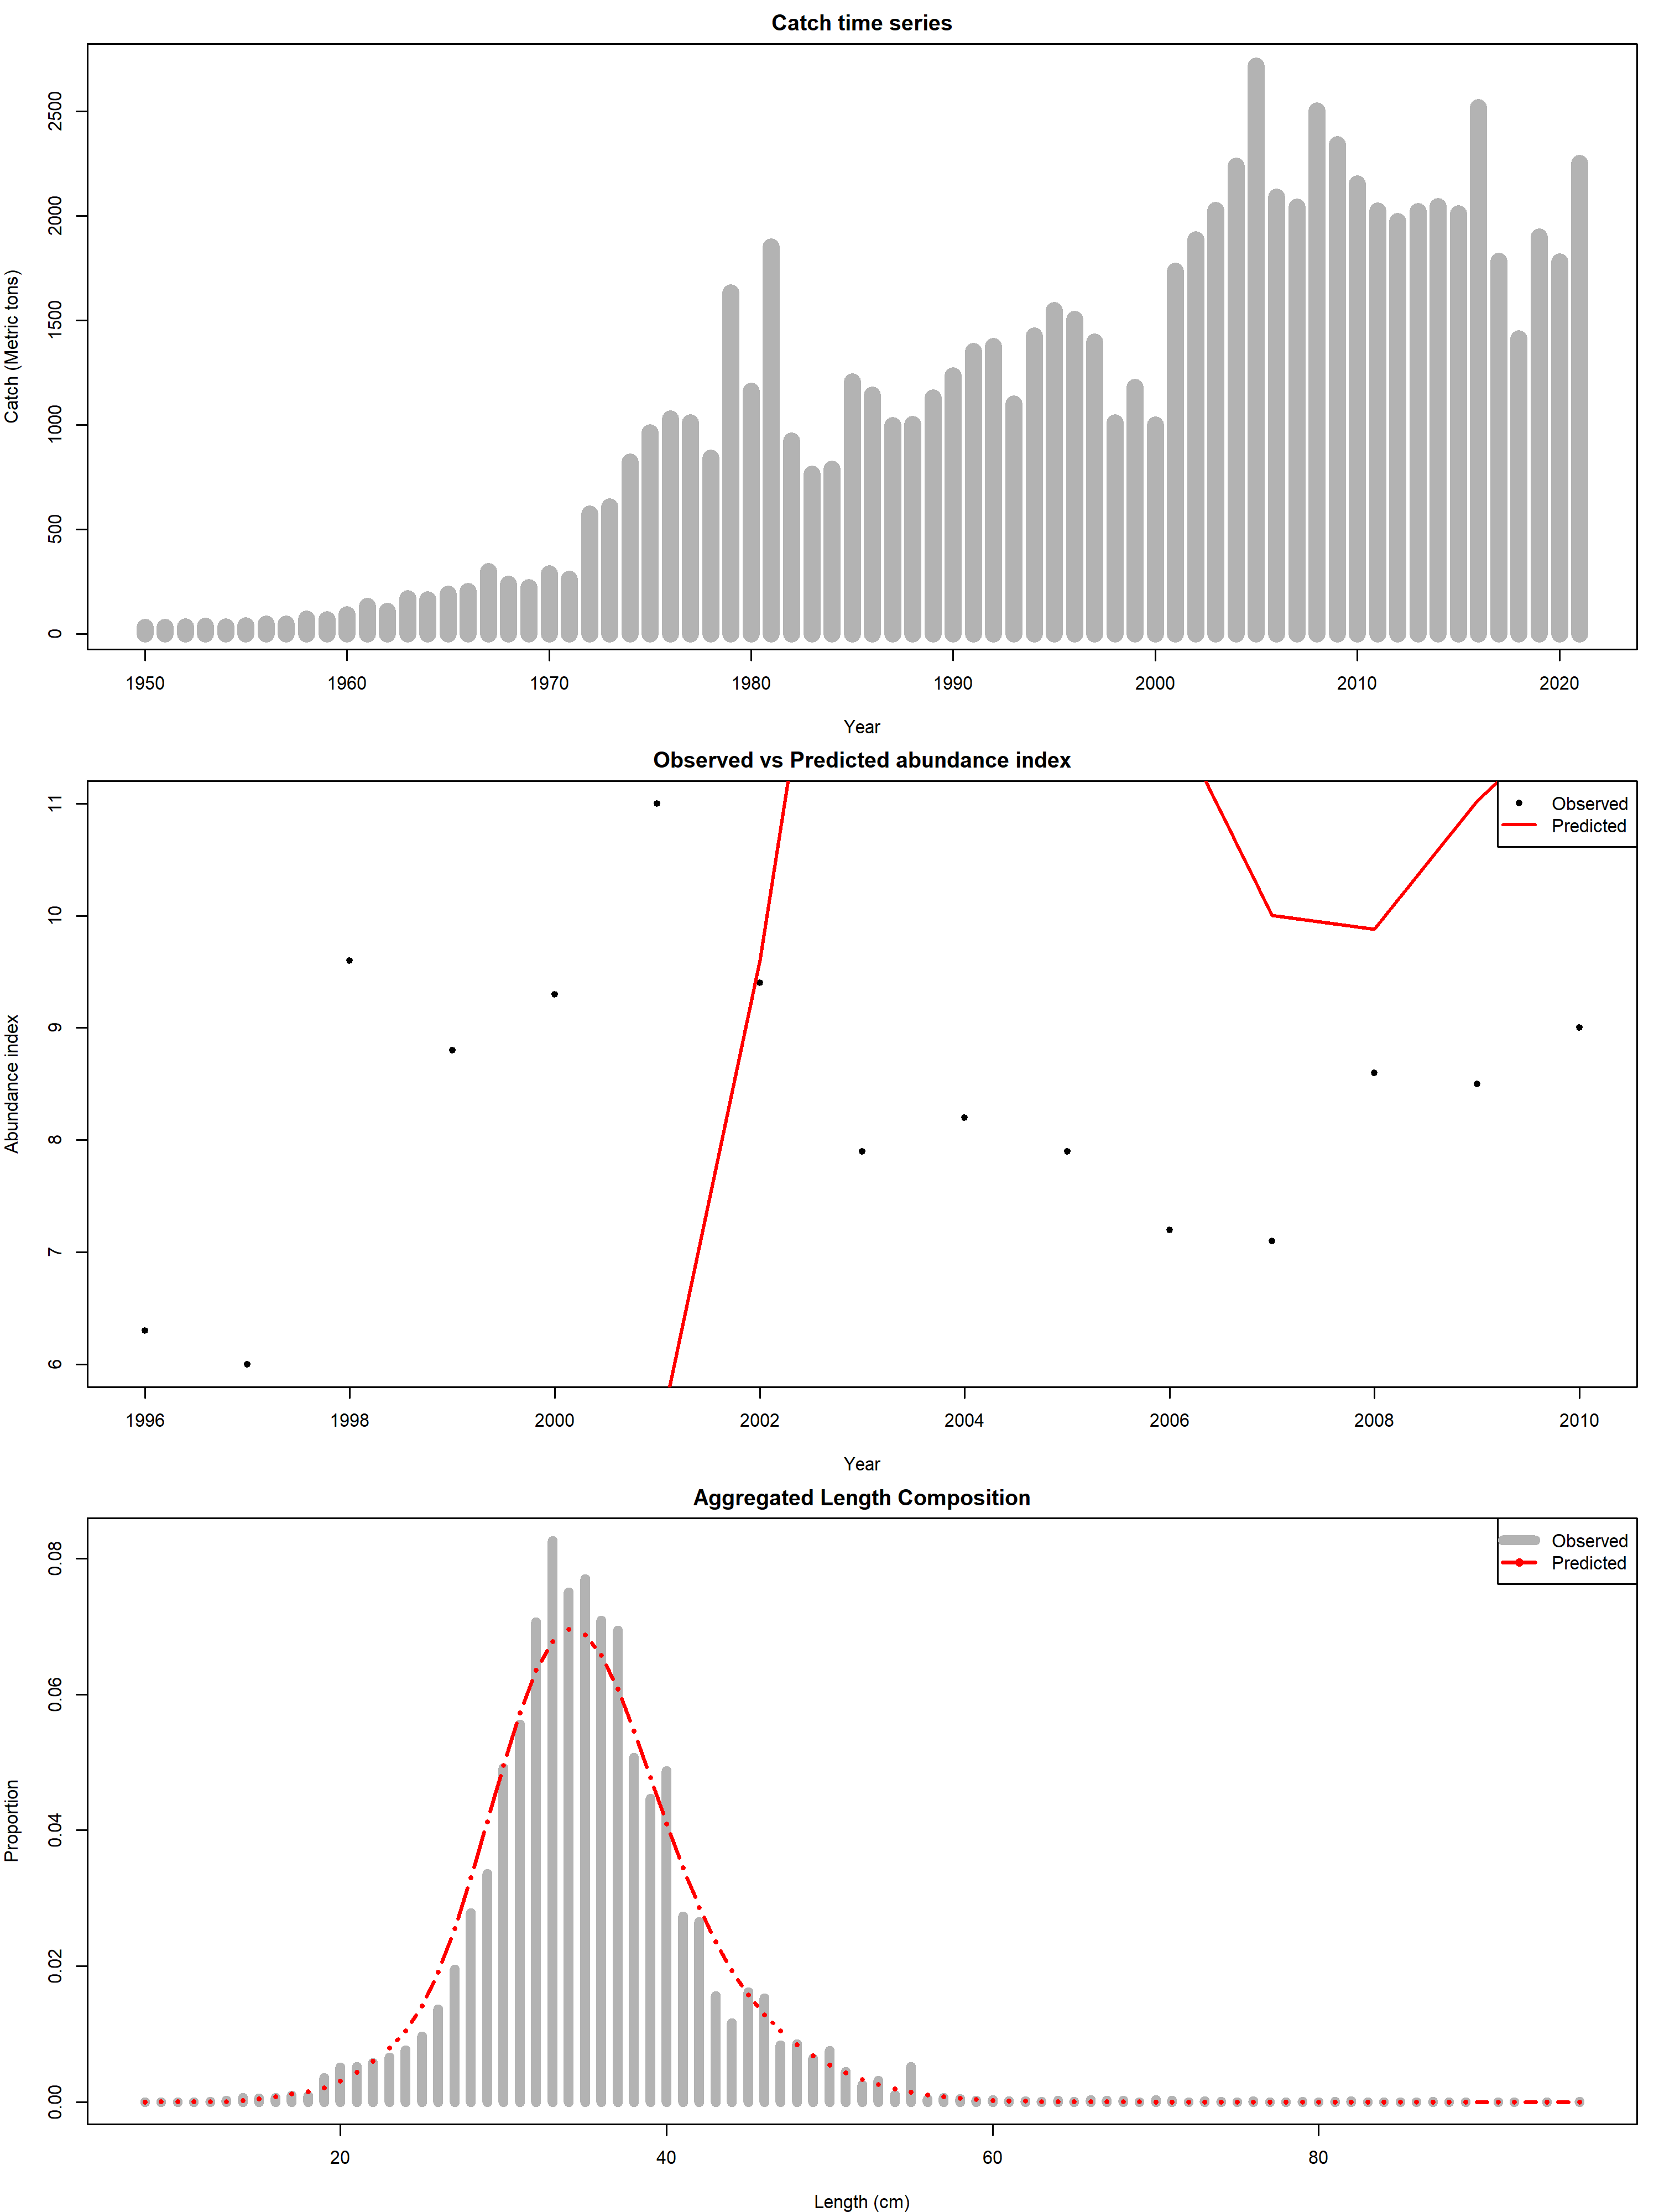 Catch time series
Catch (Metric tons)
2500
2000
1500
1000
500
0
1950 1960 1970 1980 1990 2000 2010 2020
Year
Observed vs Predicted abundance index
Observed
Predicted
Abundance index
11
10
9
8
7
6
1996 1998 2000 2002 2004 2006 2008 2010
Year
Aggregated Length Composition
Observed
Predicted
Proportion
0.08
0.06
0.04
0.02
0.00
20 40 60 80
Length (cm)